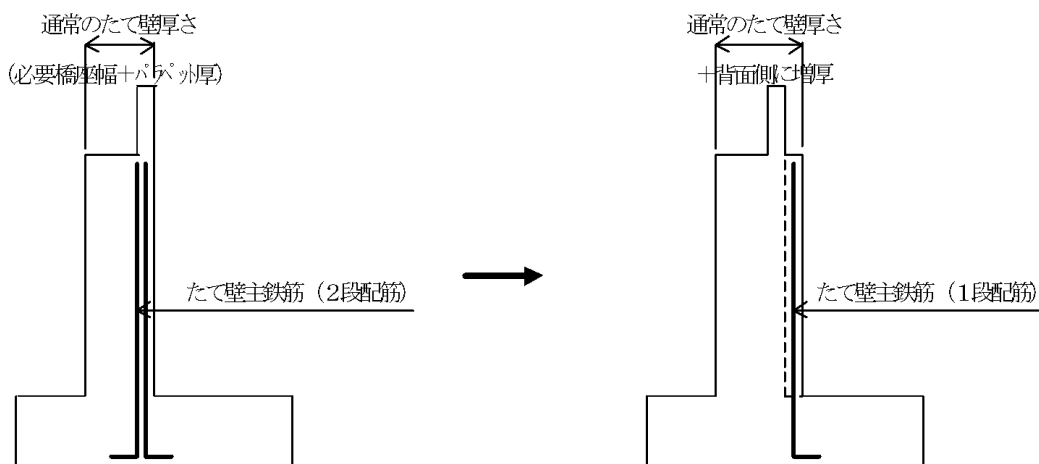 通常のたて壁厚さ
(必要橋座幅＋パラペット厚)
たて壁主鉄筋（２段配筋）
通常のたて壁厚さ
＋背面側に増厚
たて壁主鉄筋（１段配筋）